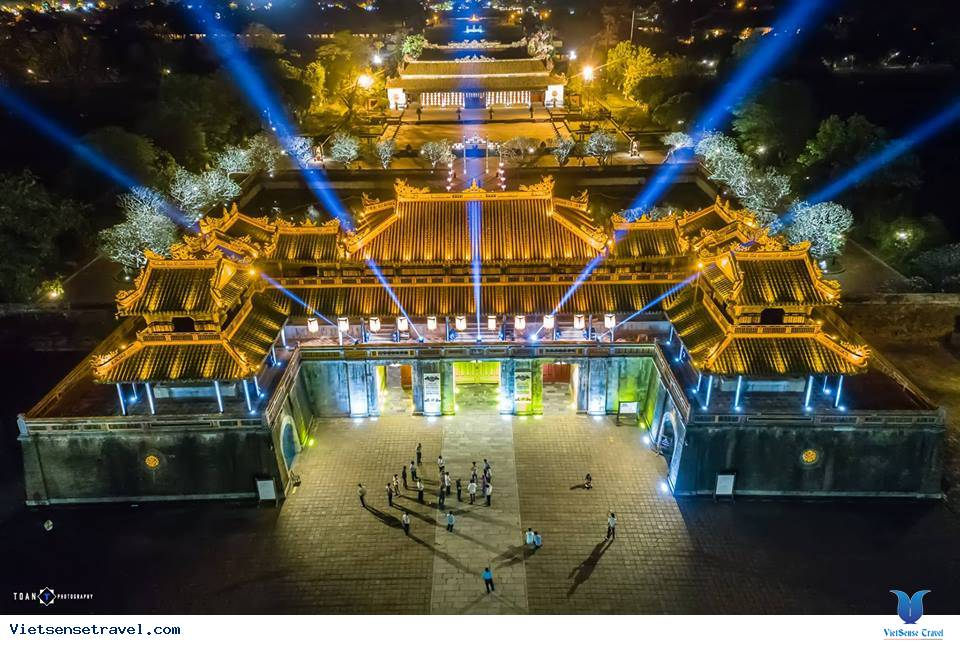 TOAN T PHOTOGRAPHY
Vietsensetravel.com
VietSense Travel